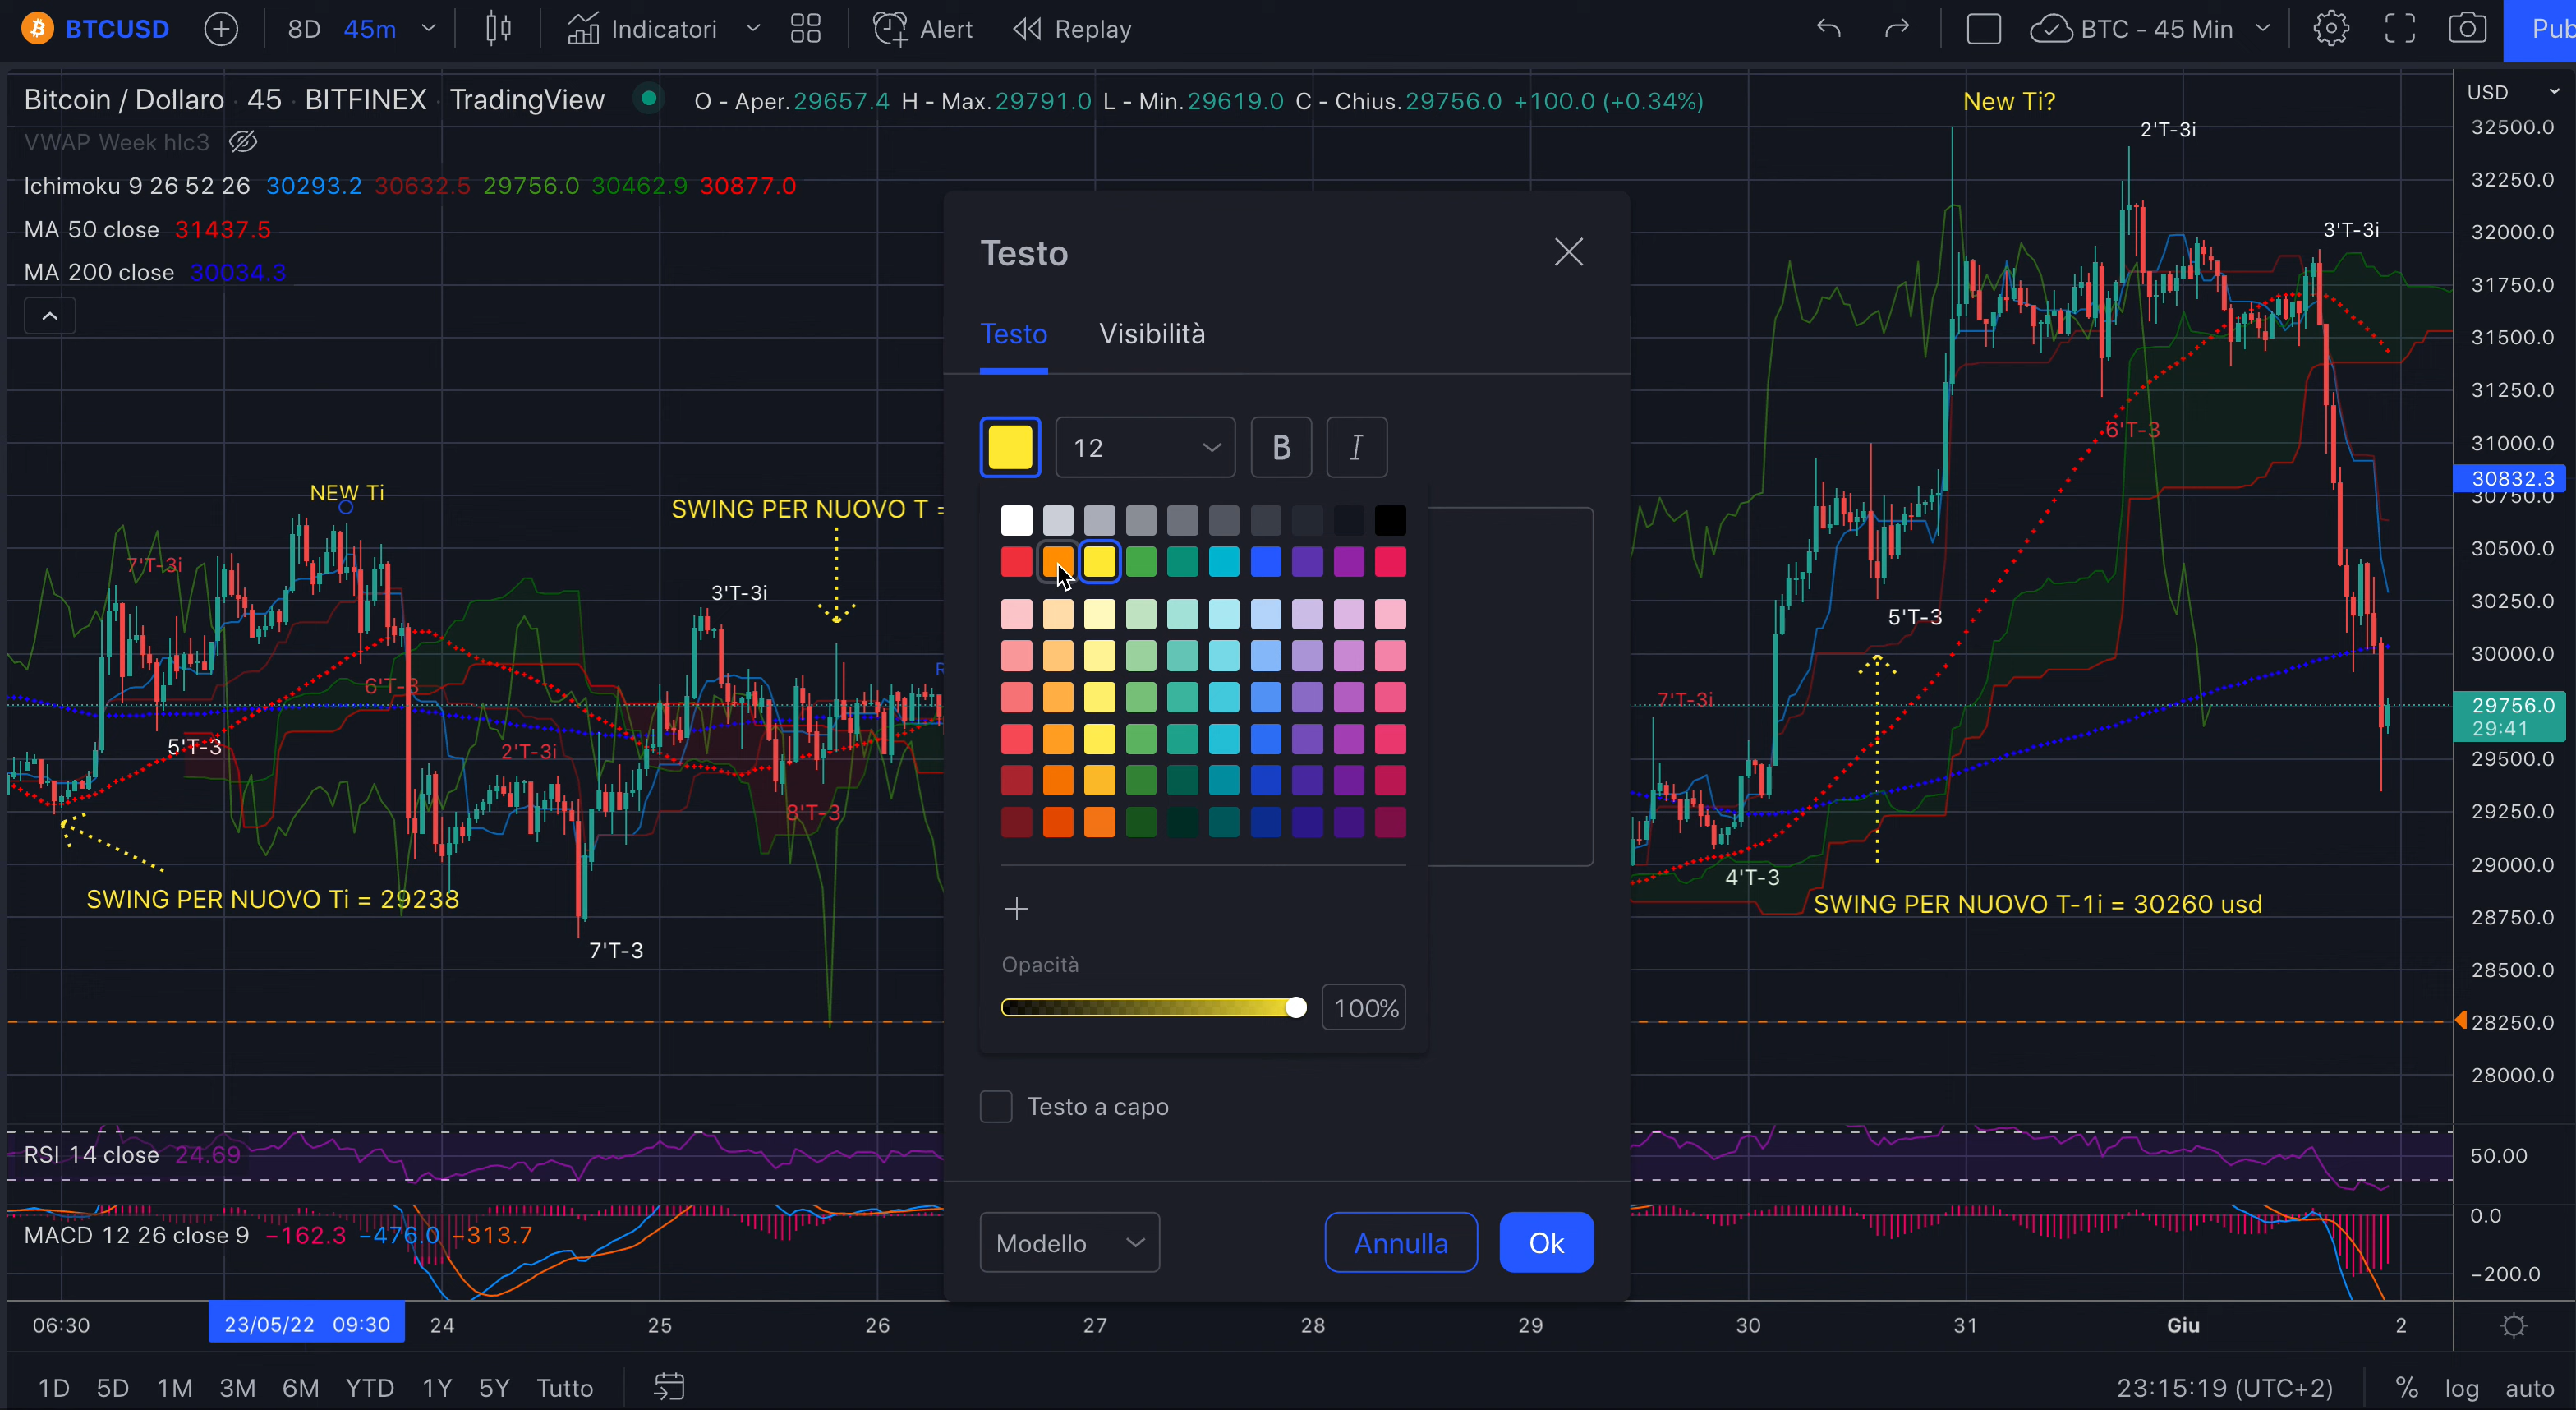 BTCUSD 8D 45m Indicatori Alert Replay BTC - 45 Min Pub
Bitcoin / Dollaro 45 BITFINEX TradingView O - Aper. 29657.4 H - Max. 29791.0 L - Min. 29619.0 C - Chius. 29756.0 +100.0 (+0.34%)
VWAP Week hlc3
Ichimoku 9 26 52 26 30293.2 30632.5 29756.0 30462.9 30877.0
MA 50 close 31437.5
MA 200 close 30034.3
NEW Ti
7'T-3i
6'T-3
5'T-3
SWING PER NUOVO Ti = 29238
2'T-3i
7'T-3
3'T-3i
SWING PER NUOVO T =
8'T-3
Testo
Testo Visibilità
12 B I
Opacità
100%
Testo a capo
Modello Annulla Ok
New Ti?
2'T-3i
3'T-3i
6'T-3
5'T-3
7'T-3i
4'T-3
SWING PER NUOVO T-1i = 30260 usd
USD
32500.0
32250.0
32000.0
31750.0
31500.0
31250.0
31000.0
30832.3
30750.0
30500.0
30250.0
30000.0
29756.0
29:41
29500.0
29250.0
29000.0
28750.0
28500.0
28250.0
28000.0
RSI 14 close 24.69
50.00
MACD 12 26 close 9 −162.3 −476.0 −313.7
0.0
−200.0
06:30 23/05/22 09:30 24 25 26 27 28 29 30 31 Giu 2
1D 5D 1M 3M 6M YTD 1Y 5Y Tutto 23:15:19 (UTC+2) % log auto